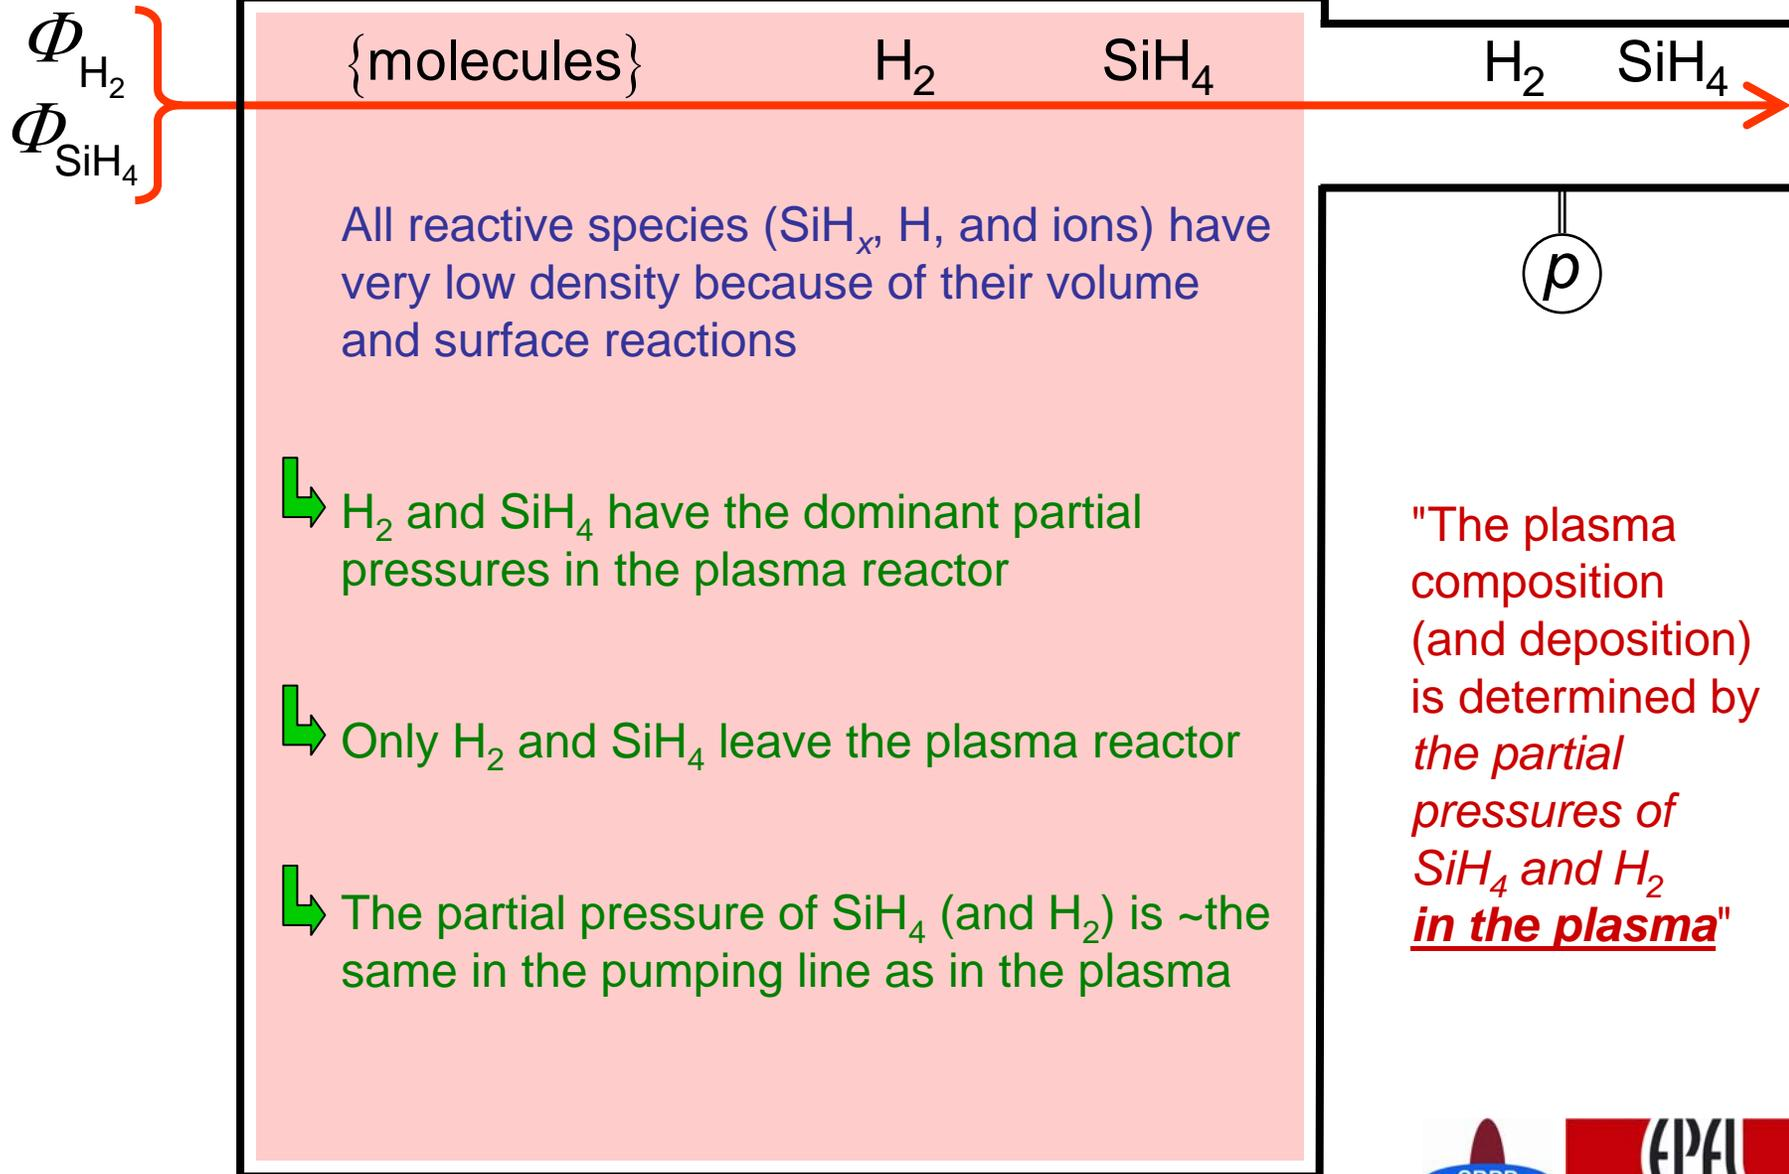 Φ_H₂
Φ_SiH₄
{molecules} H₂ SiH₄ H₂ SiH₄
All reactive species (SiHₓ, H, and ions) have
very low density because of their volume
and surface reactions
p
H₂ and SiH₄ have the dominant partial
pressures in the plasma reactor
Only H₂ and SiH₄ leave the plasma reactor
The partial pressure of SiH₄ (and H₂) is ~the
same in the pumping line as in the plasma
"The plasma
composition
(and deposition)
is determined by
the partial
pressures of
SiH₄ and H₂
in the plasma"